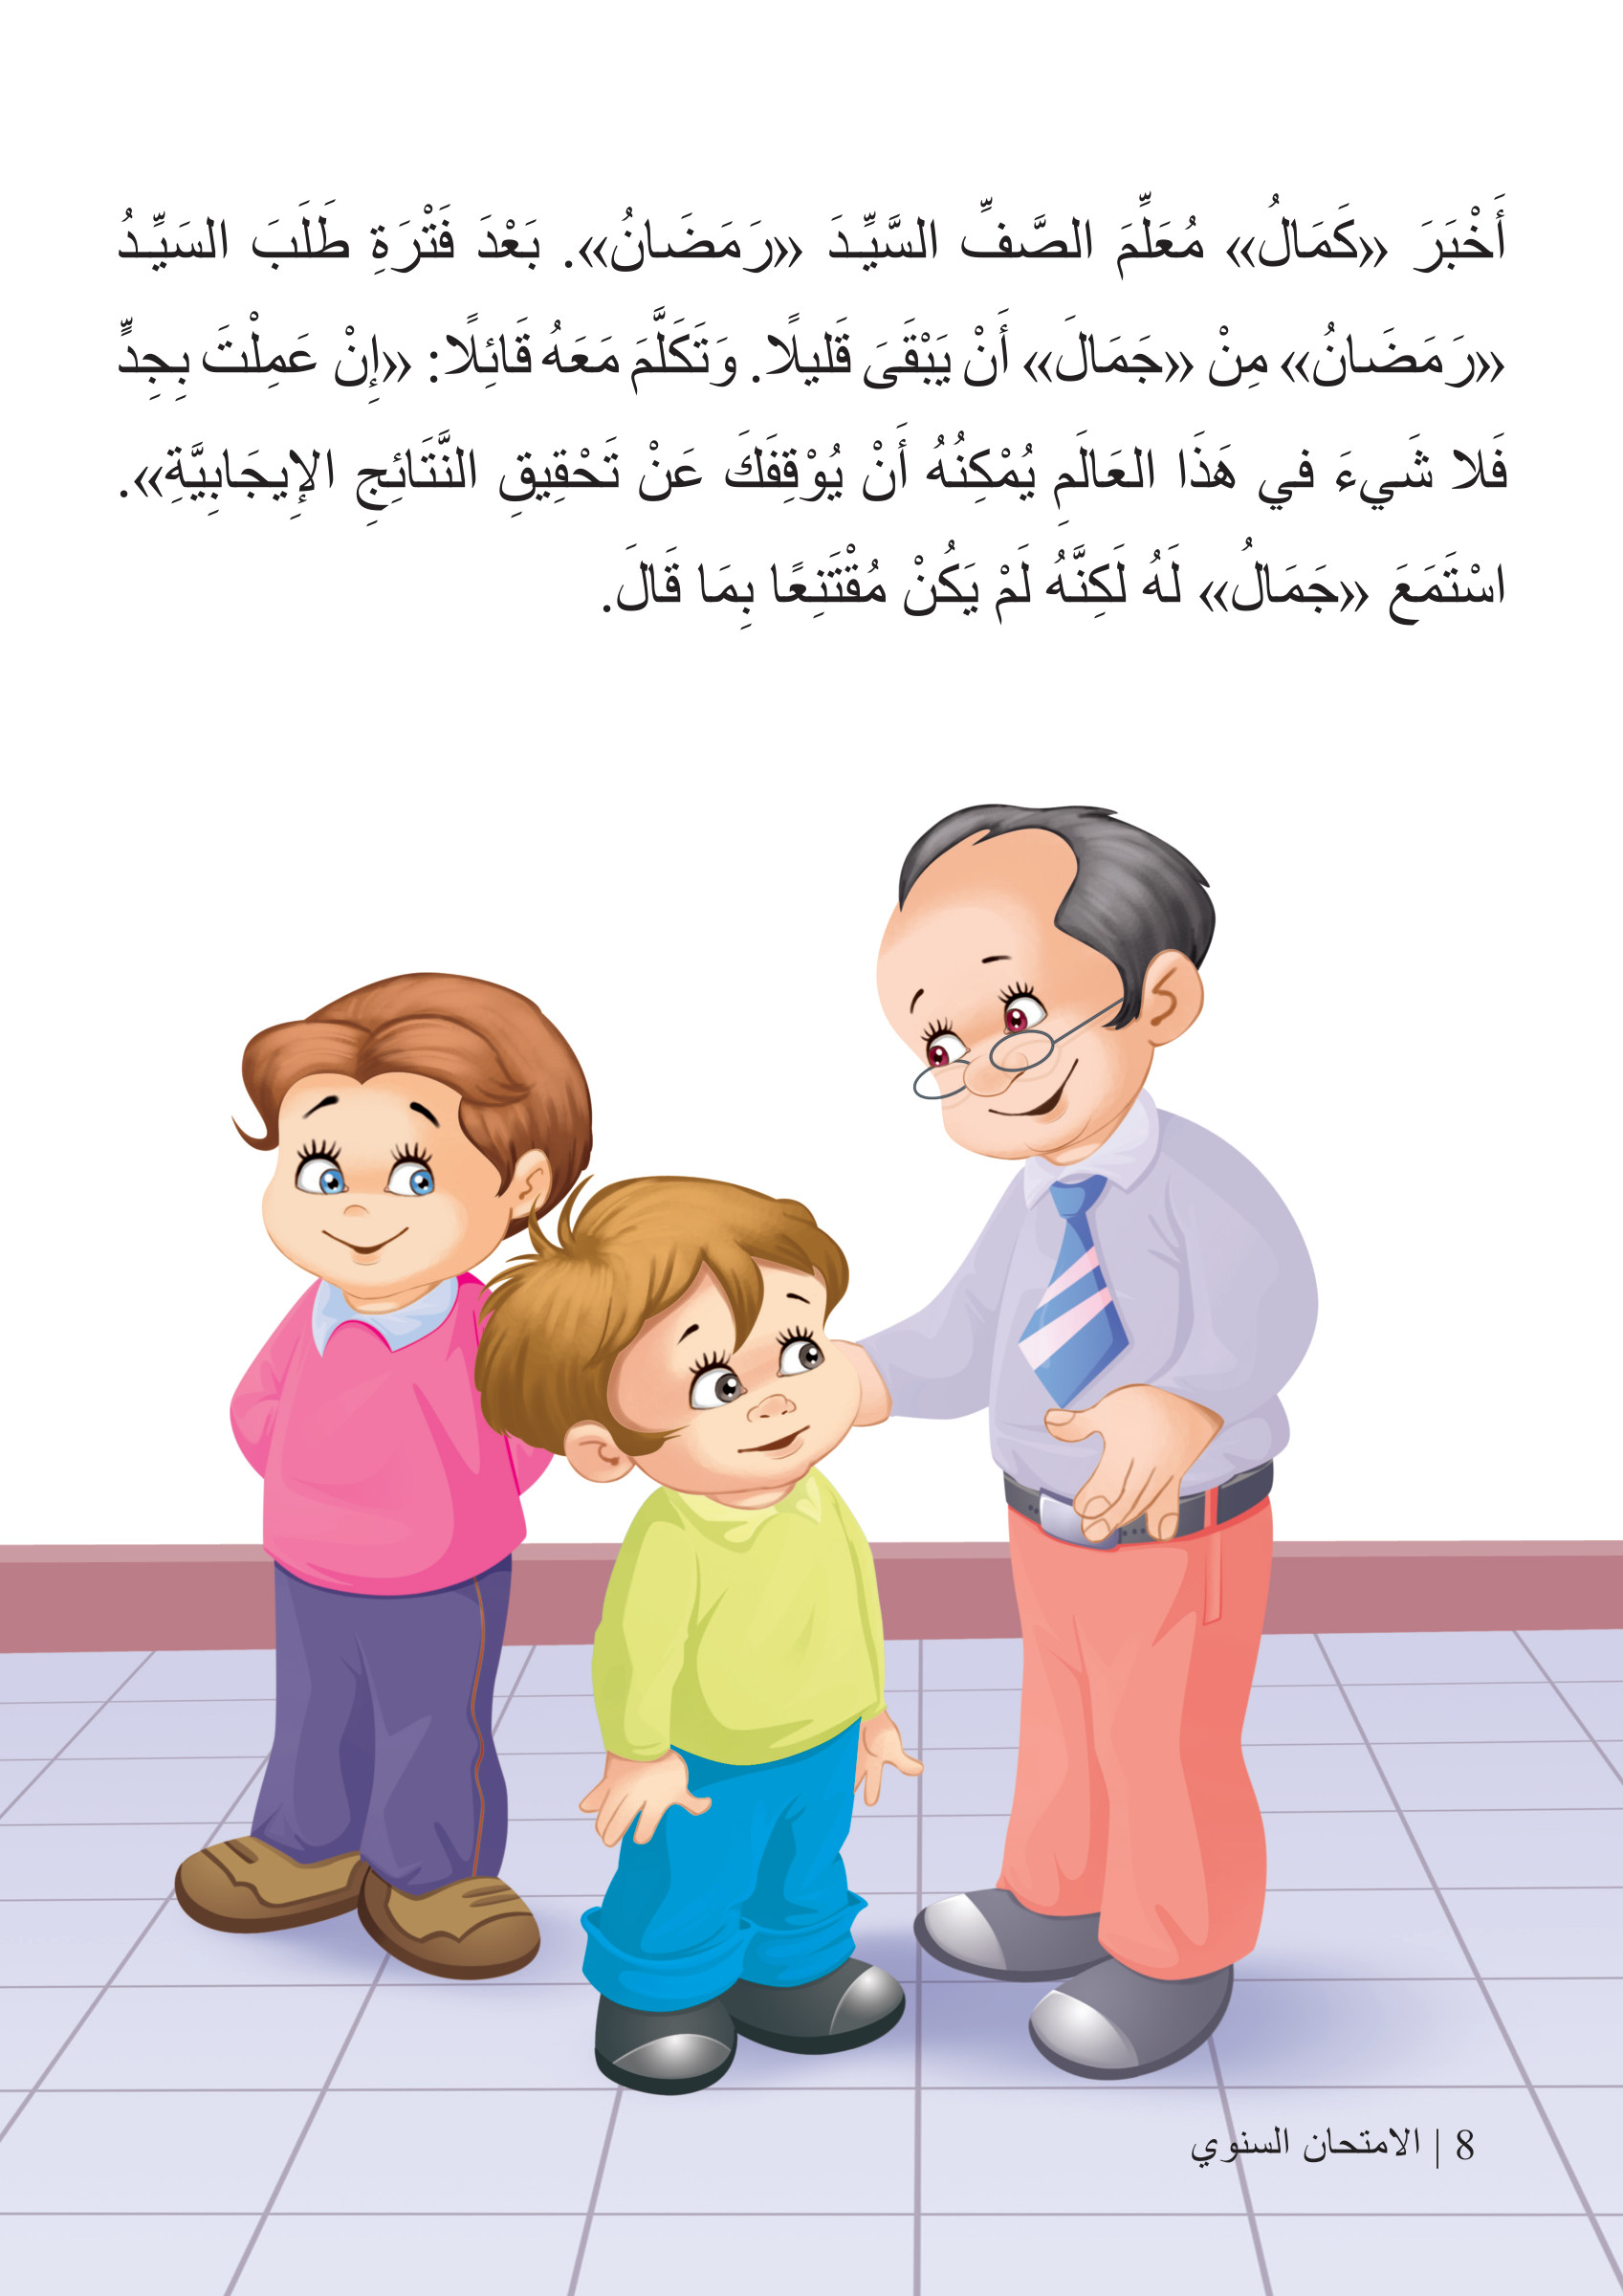 أَخْبَرَ «كَمَالُ» مُعَلِّمَ الصَّفِّ السَّيِّدَ «رَمَضَانُ». بَعْدَ فَتْرَةِ طَلَبَ السَيِّدُ
«رَمَضَانُ» مِنْ «جَمَالَ» أَنْ يَبْقَىَ قَليلًا. وَتَكَلَّمَ مَعَهُ قَائِلًا: «إِنْ عَمِلْتَ بِجِدٍّ
فَلا شَيءَ في هَذَا العَالَمِ يُمْكِنُهُ أَنْ يُوْقِفَكَ عَنْ تَحْقِيقِ النَّتَائِجِ الإِيجَابِيَّةِ».
اسْتَمَعَ «جَمَالُ» لَهُ لَكِنَّهُ لَمْ يَكُنْ مُقْتَنِعًا بِمَا قَالَ.
8 | الامتحان السنوي